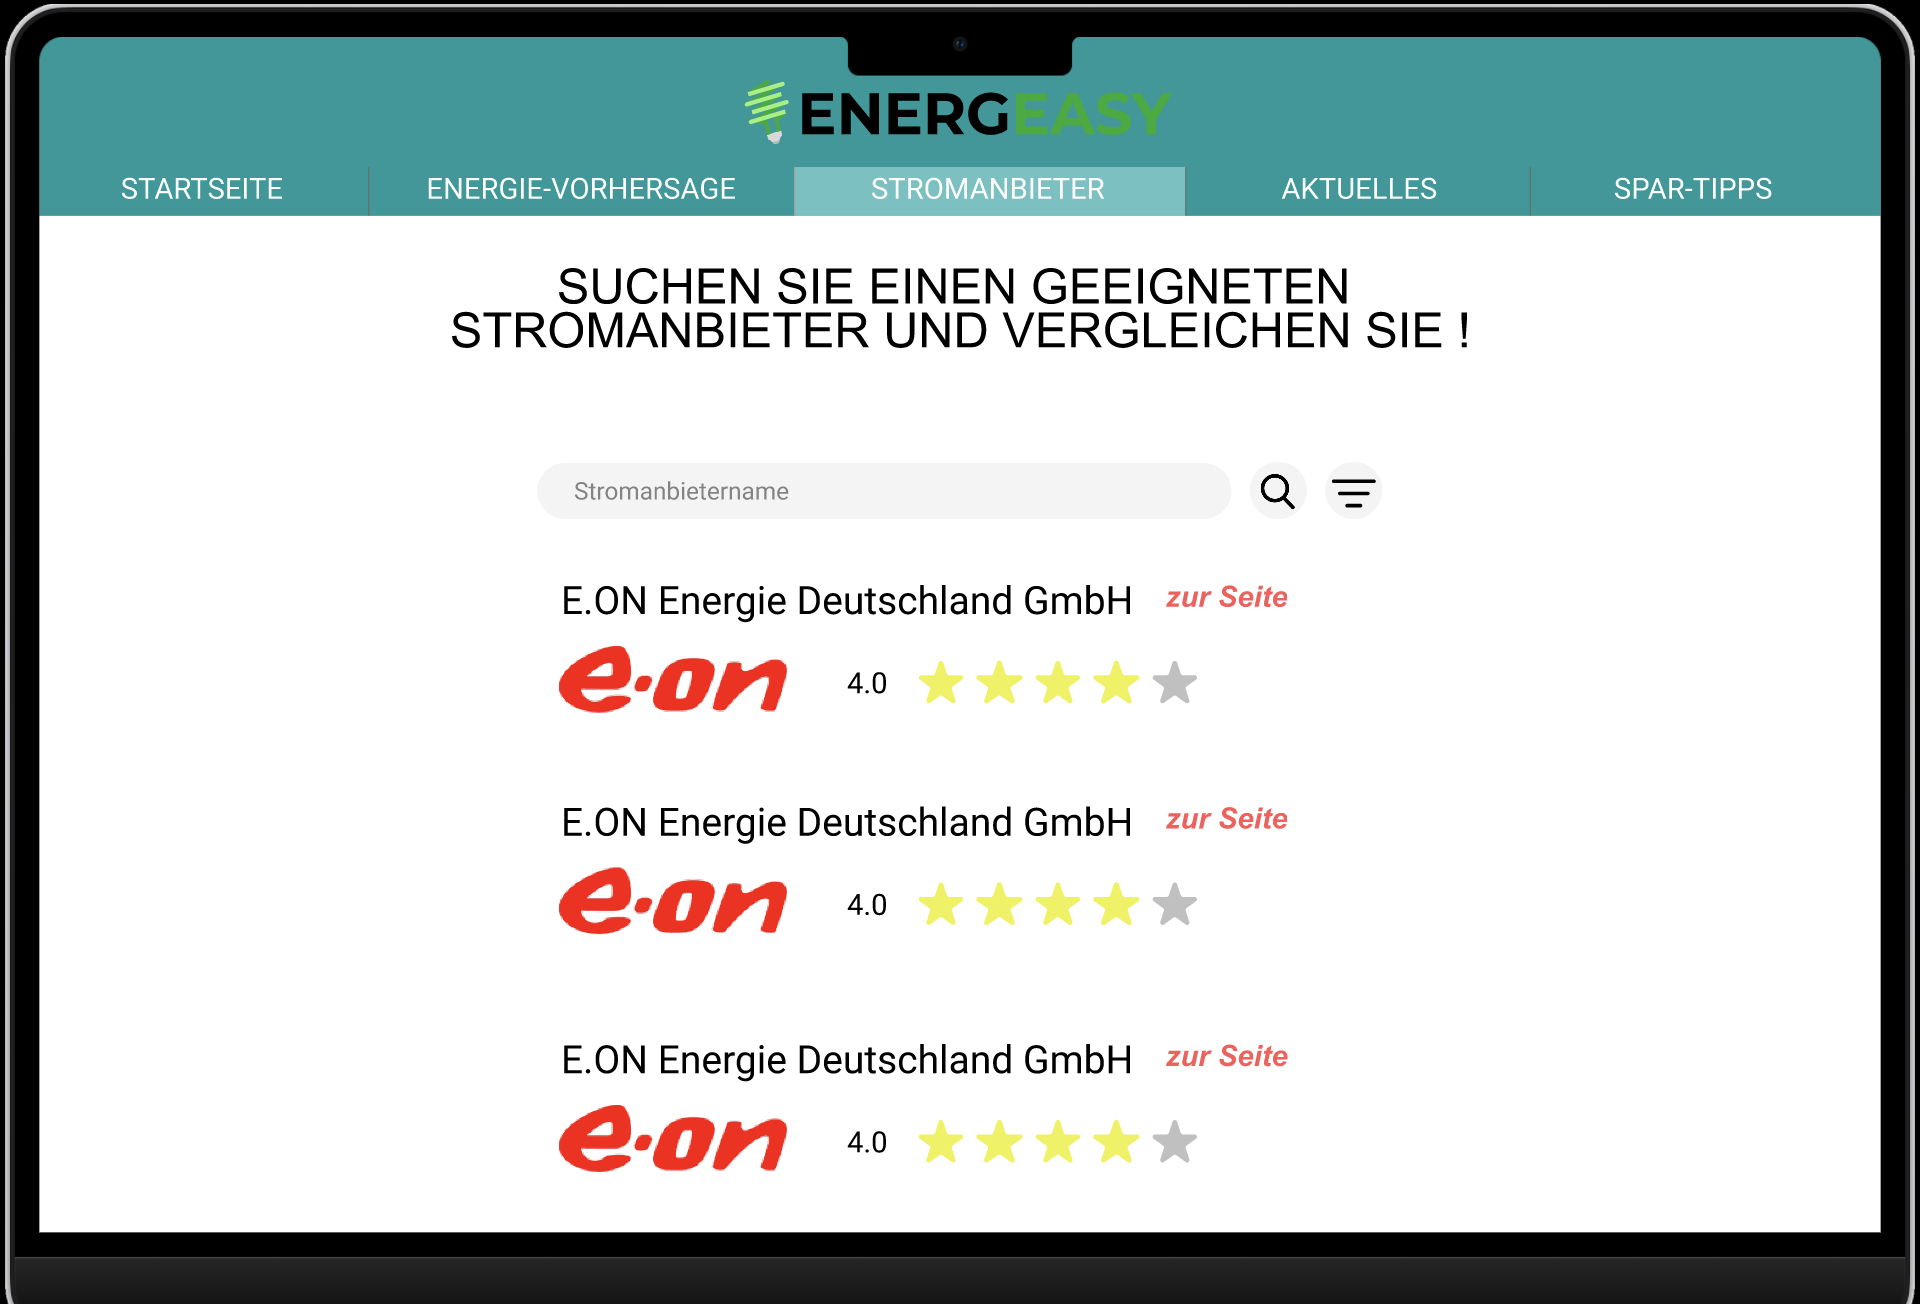 ENERGEASY
STARTSEITE ENERGIE-VORHERSAGE STROMANBIETER AKTUELLES SPAR-TIPPS
SUCHEN SIE EINEN GEEIGNETEN
STROMANBIETER UND VERGLEICHEN SIE !
Stromanbietername
E.ON Energie Deutschland GmbH zur Seite
e·on 4.0
E.ON Energie Deutschland GmbH zur Seite
e·on 4.0
E.ON Energie Deutschland GmbH zur Seite
e·on 4.0